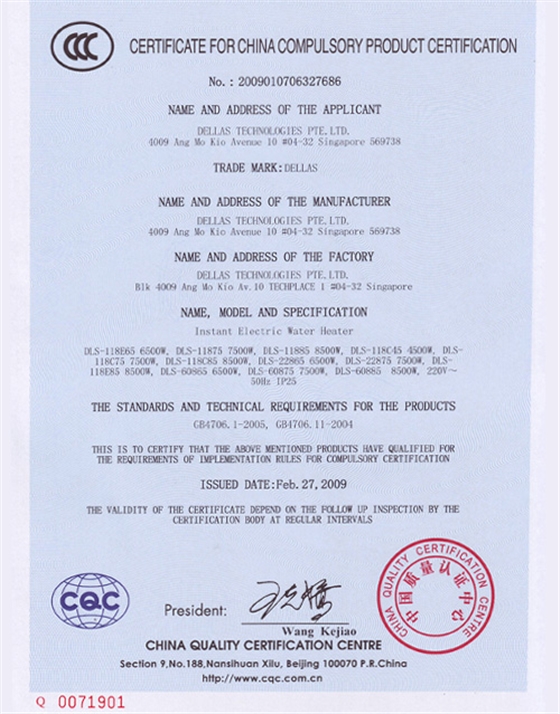 CCC
CERTIFICATE FOR CHINA COMPULSORY PRODUCT CERTIFICATION
No. : 2009010706327686
NAME AND ADDRESS OF THE APPLICANT
DELLAS TECHNOLOGIES PTE. LTD.
4009 Ang Mo Kio Avenue 10 #04-32 Singapore 569738
TRADE MARK: DELLAS
NAME AND ADDRESS OF THE MANUFACTURER
DELLAS TECHNOLOGIES PTE. LTD.
4009 Ang Mo Kio Avenue 10 #04-32 Singapore 569738
NAME AND ADDRESS OF THE FACTORY
DELLAS TECHNOLOGIES PTE. LTD.
Blk 4009 Ang Mo Kio Av.10 TECHPLACE 1 #04-32 Singapore
NAME, MODEL AND SPECIFICATION
Instant Electric Water Heater
DLS-118E65 6500W, DLS-11875 7500W, DLS-11885 8500W, DLS-118C45 4500W, DLS-
118C75 7500W, DLS-118C85 8500W, DLS-22865 6500W, DLS-22875 7500W, DLS-
118E85 8500W, DLS-60865 6500W, DLS-60875 7500W, DLS-60885 8500W, 220V~
50Hz IP25
THE STANDARDS AND TECHNICAL REQUIREMENTS FOR THE PRODUCTS
GB4706.1-2005, GB4706.11-2004
THIS IS TO CERTIFY THAT THE ABOVE MENTIONED PRODUCTS HAVE QUALIFIED FOR
THE REQUIREMENTS OF IMPLEMENTATION RULES FOR COMPULSORY CERTIFICATION
ISSUED DATE:Feb. 27, 2009
THE VALIDITY OF THE CERTIFICATE DEPEND ON THE FOLLOW UP INSPECTION BY THE
CERTIFICATION BODY AT REGULAR INTERVALS
CQC
President:
Wang Kejiao
CHINA QUALITY CERTIFICATION CENTRE
中国质量认证中心
CHINA QUALITY CERTIFICATION CENTRE
Section 9,No.188,Nansihuan Xilu, Beijing 100070 P.R.China
http://www.cqc.com.cn
Q 0071901